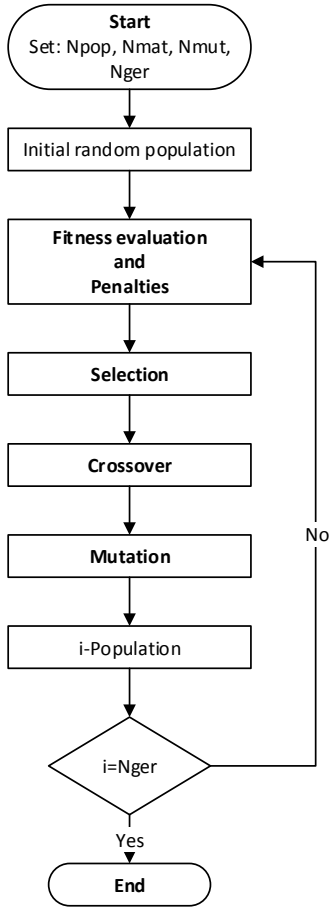 Start
Set: Npop, Nmat, Nmut,
Nger
Initial random population
Fitness evaluation
and
Penalties
Selection
Crossover
Mutation
No
i-Population
i=Nger
Yes
End